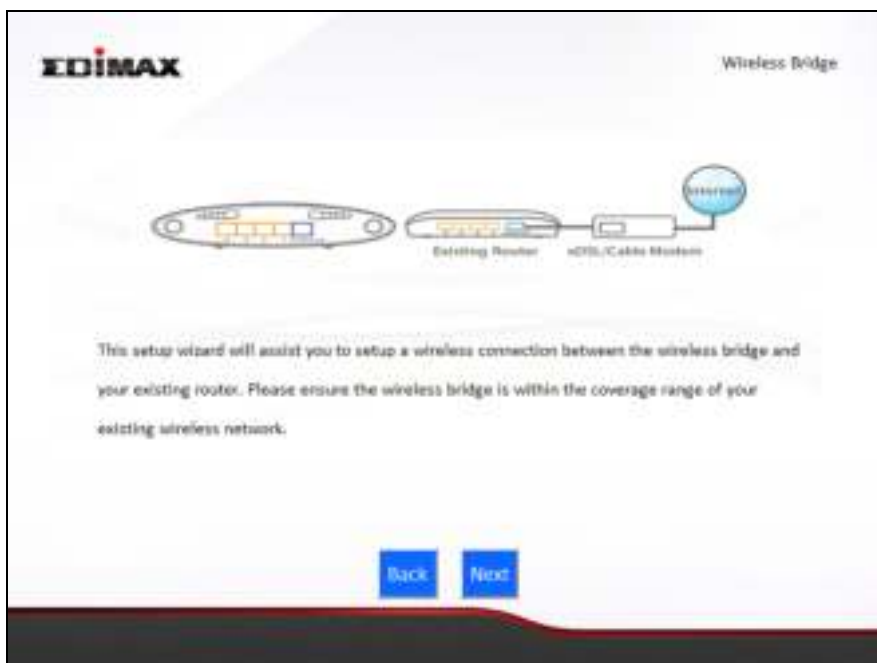 EDIMAX
Wireless Bridge
Internet
Existing Router
xDSL/Cable Modem
This setup wizard will assist you to setup a wireless connection between the wireless bridge and
your existing router. Please ensure the wireless bridge is within the coverage range of your
existing wireless network.
Back
Next